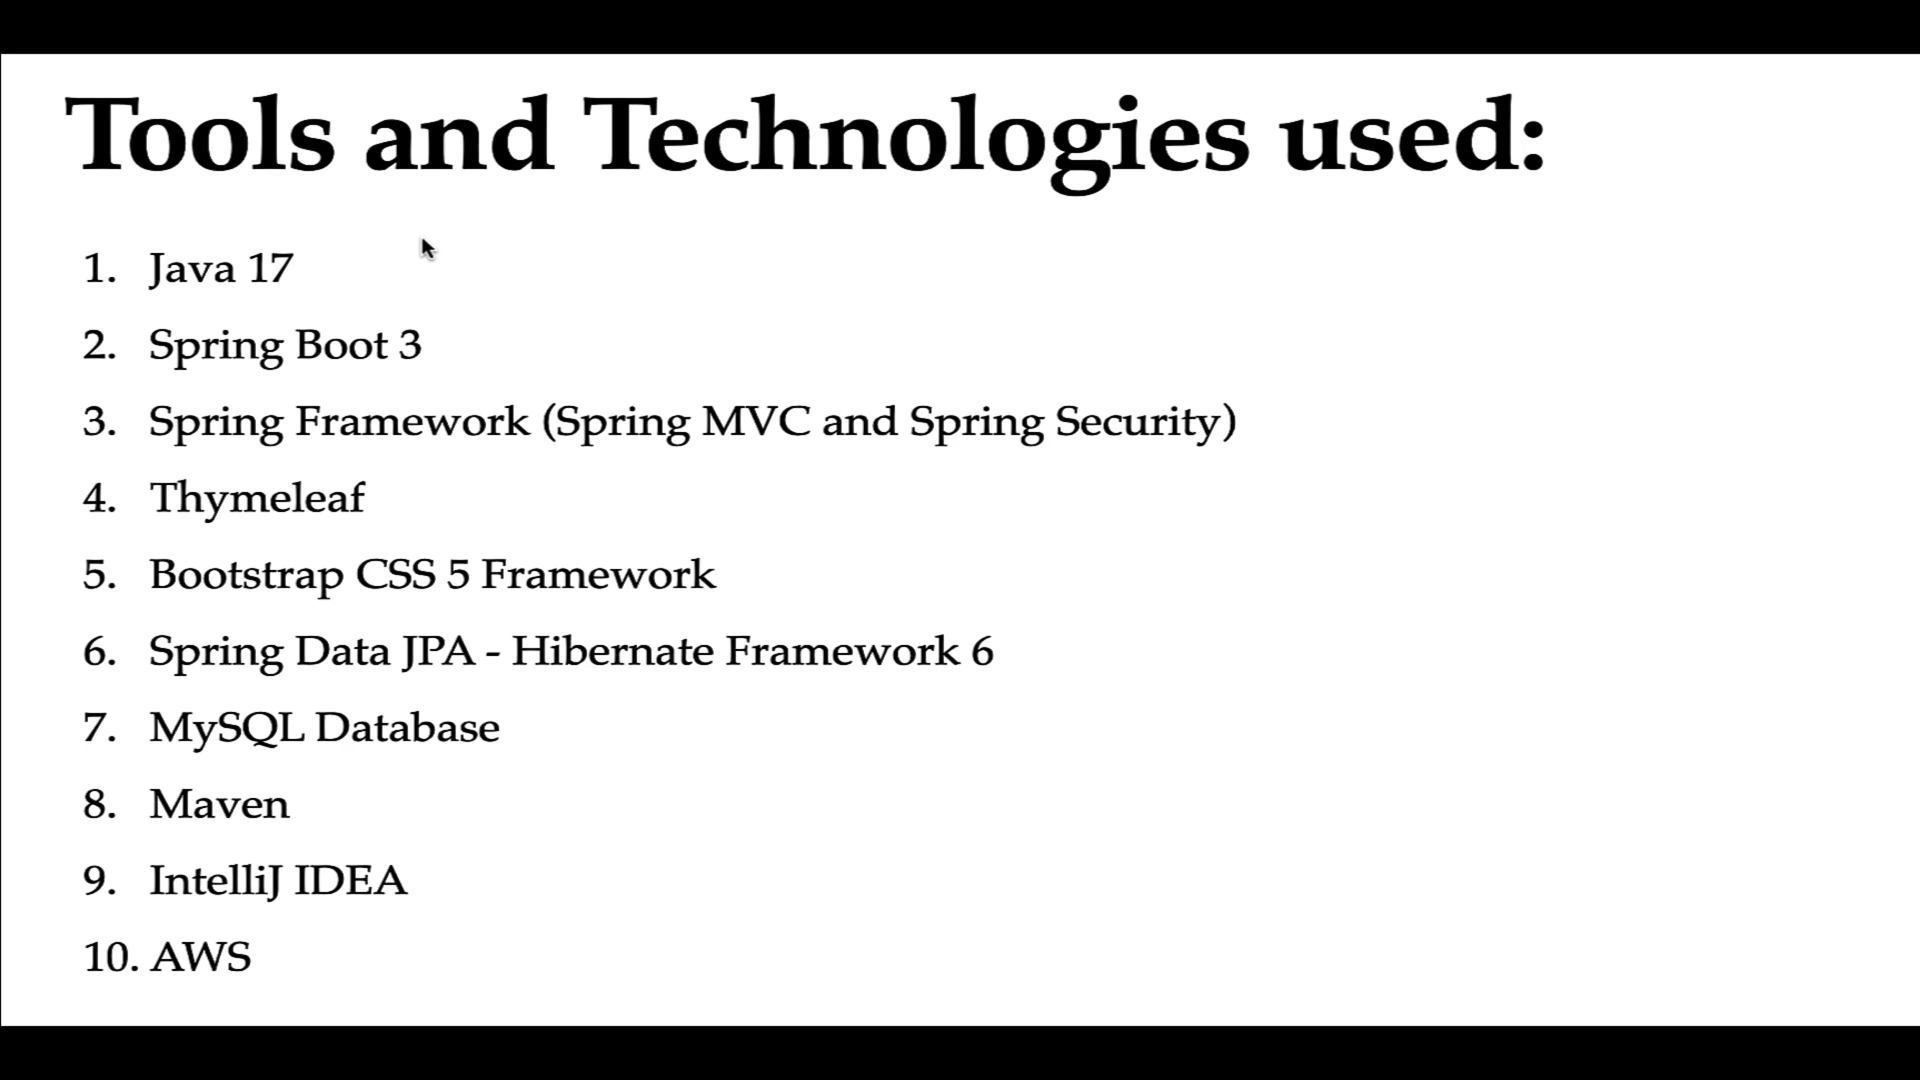 Tools and Technologies used:
1. Java 17
2. Spring Boot 3
3. Spring Framework (Spring MVC and Spring Security)
4. Thymeleaf
5. Bootstrap CSS 5 Framework
6. Spring Data JPA - Hibernate Framework 6
7. MySQL Database
8. Maven
9. IntelliJ IDEA
10. AWS